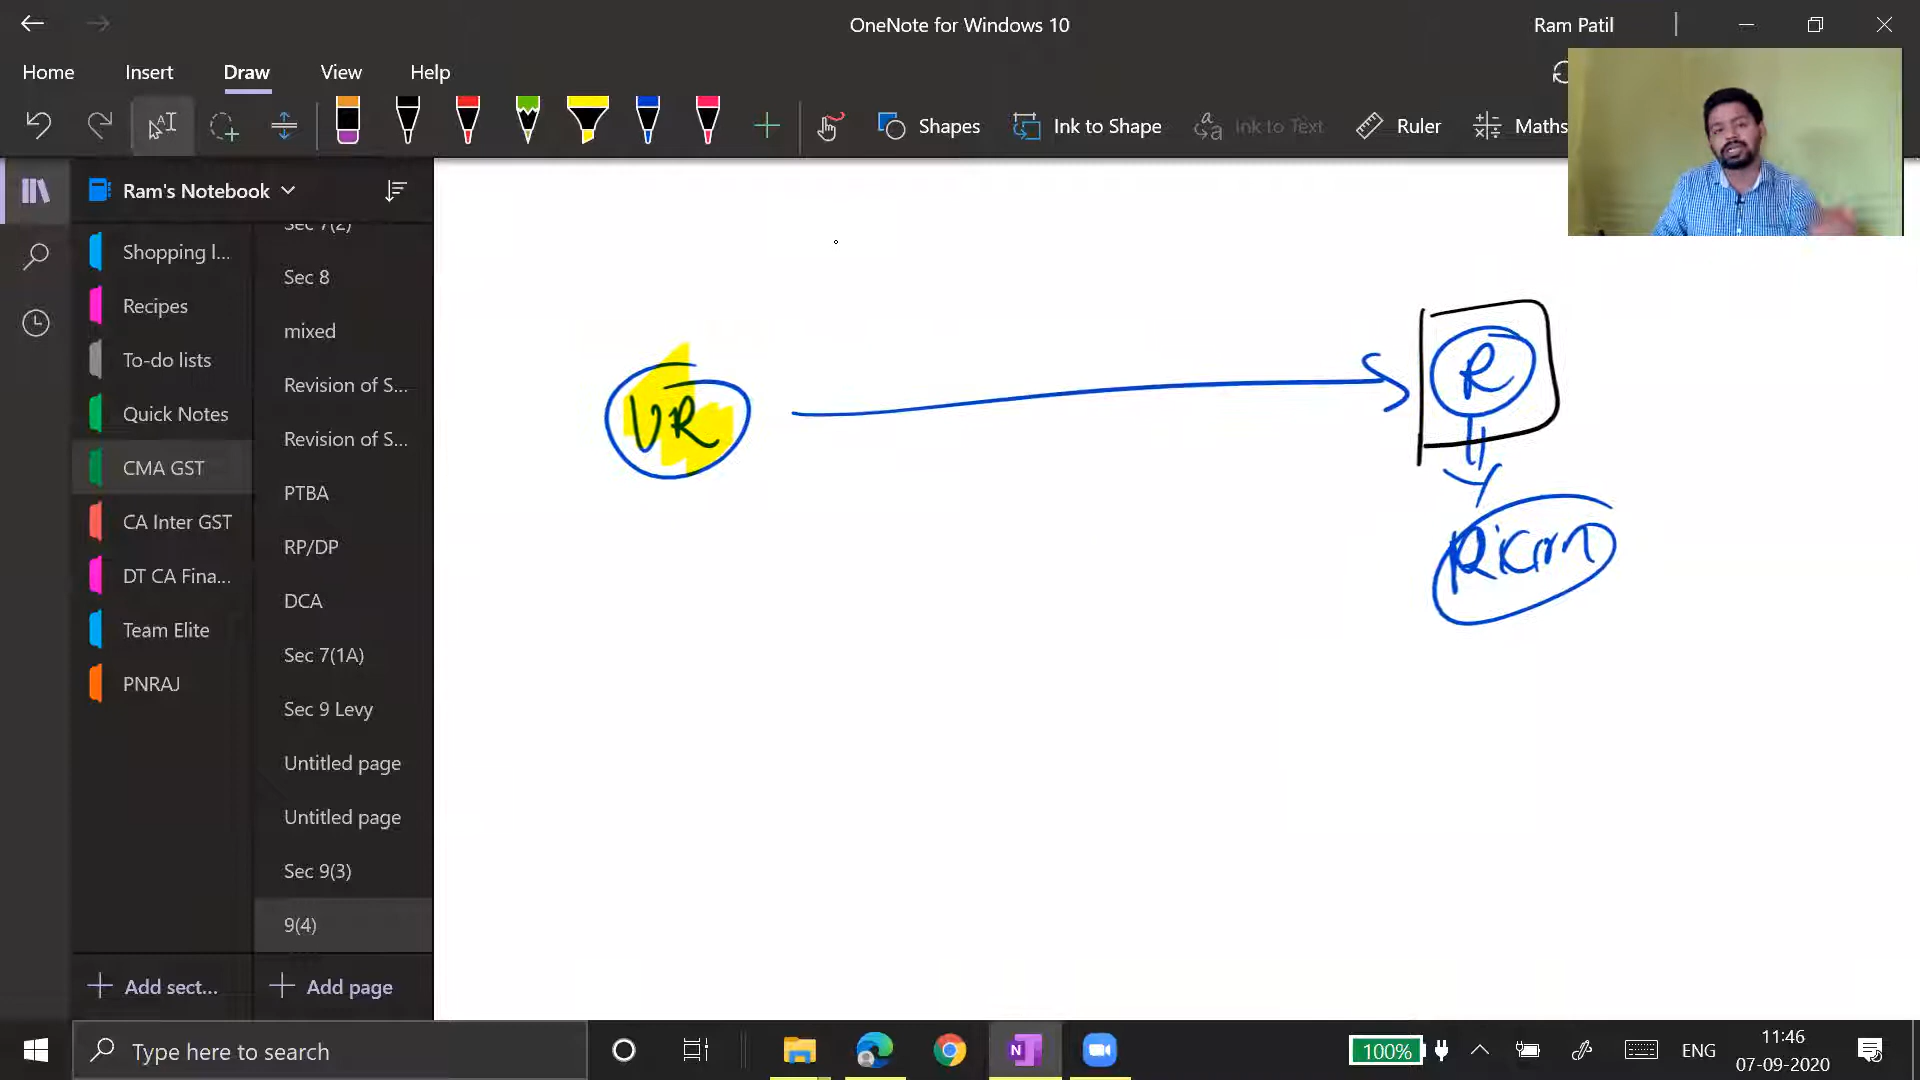 OneNote for Windows 10
Ram Patil
Home Insert Draw View Help
Shapes Ink to Shape Ink to Text Ruler Maths
Ram's Notebook
Shopping l...
Recipes
To-do lists
Quick Notes
CMA GST
CA Inter GST
DT CA Fina...
Team Elite
PNRAJ
Sec 7(2)
Sec 8
mixed
Revision of S...
Revision of S...
PTBA
RP/DP
DCA
Sec 7(1A)
Sec 9 Levy
Untitled page
Untitled page
Sec 9(3)
9(4)
UR
R
Add sect...
Add page
Type here to search
100%
ENG
11:46
07-09-2020